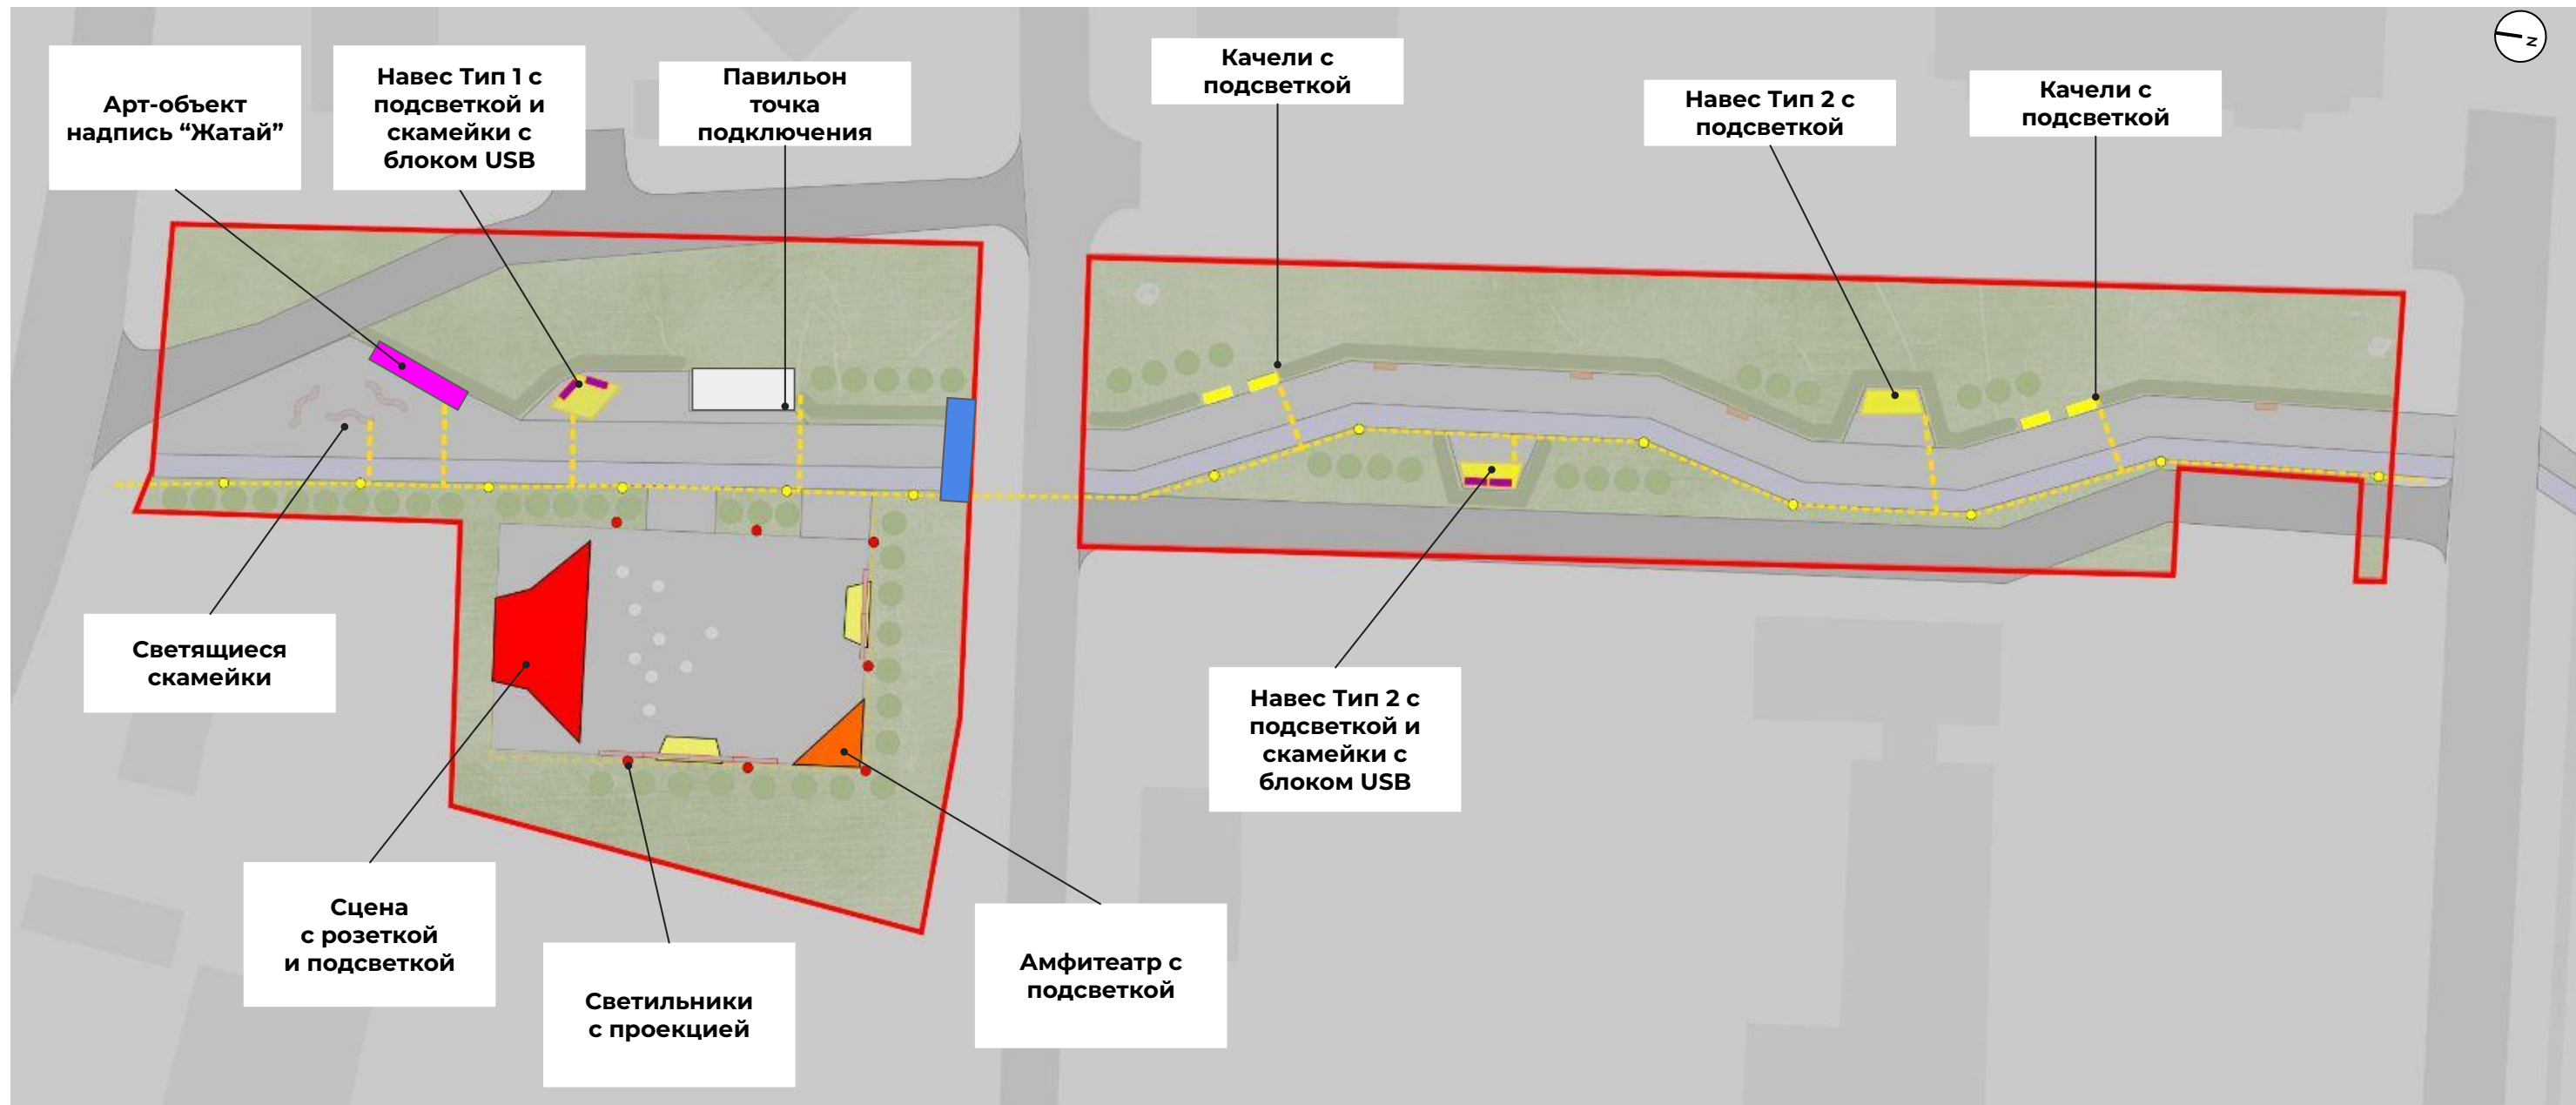 Арт-объект
надпись “Жатай”
Навес Тип 1 с
подсветкой и
скамейки с
блоком USB
Павильон
точка
подключения
Качели с
подсветкой
Навес Тип 2 с
подсветкой
Качели с
подсветкой
N
Светящиеся
скамейки
Навес Тип 2 с
подсветкой и
скамейки с
блоком USB
Сцена
с розеткой
и подсветкой
Светильники
с проекцией
Амфитеатр с
подсветкой